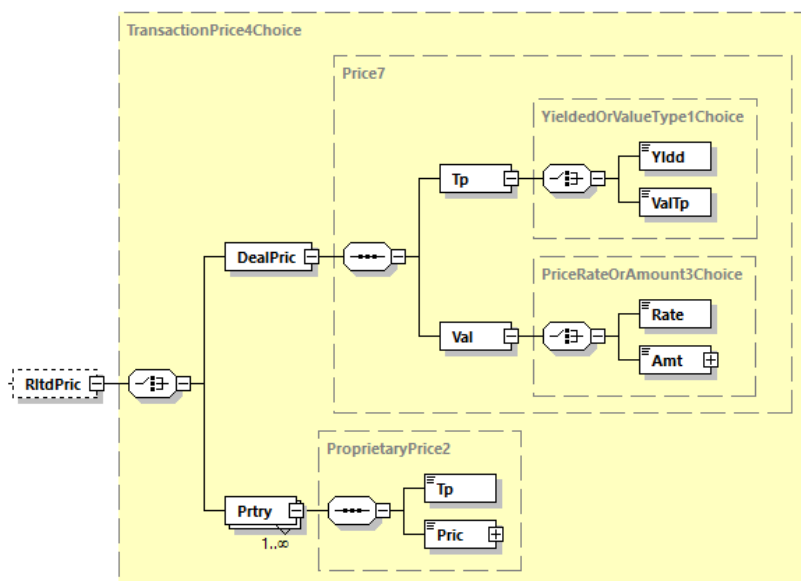 TransactionPrice4Choice
Price7
YieldedOrValueType1Choice
Yldd
Tp
ValTp
DealPric
PriceRateOrAmount3Choice
Rate
Val
Amt
RltdPric
ProprietaryPrice2
Tp
Prtry
Pric
1..∞